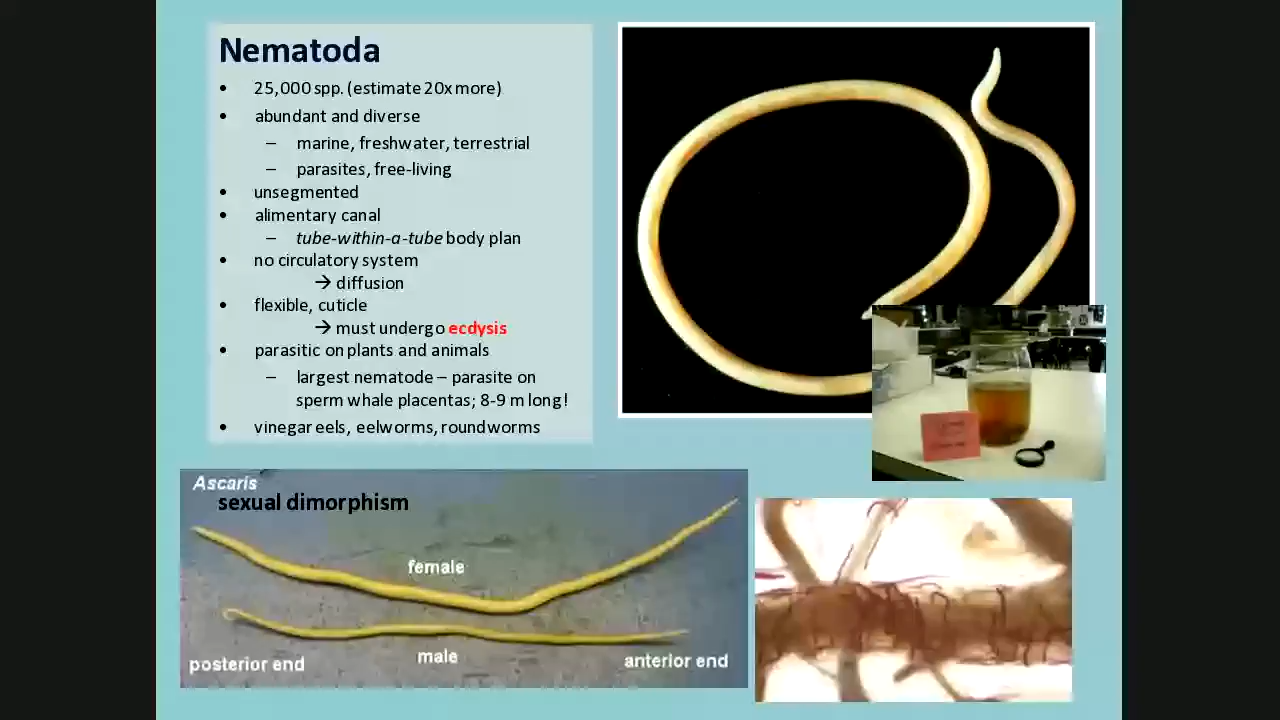 Nematoda
• 25,000 spp. (estimate 20x more)
• abundant and diverse
– marine, freshwater, terrestrial
– parasites, free-living
• unsegmented
• alimentary canal
– tube-within-a-tube body plan
• no circulatory system
→ diffusion
• flexible, cuticle
→ must undergo ecdysis
• parasitic on plants and animals
– largest nematode – parasite on
sperm whale placentas; 8-9 m long!
• vinegar eels, eelworms, roundworms
Ascaris
sexual dimorphism
female
male
posterior end
anterior end